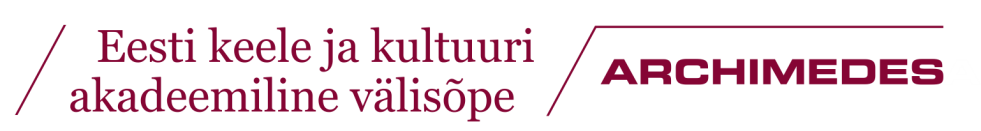 Eesti keele ja kultuuri
akadeemiline välisõpe
ARCHIMEDES